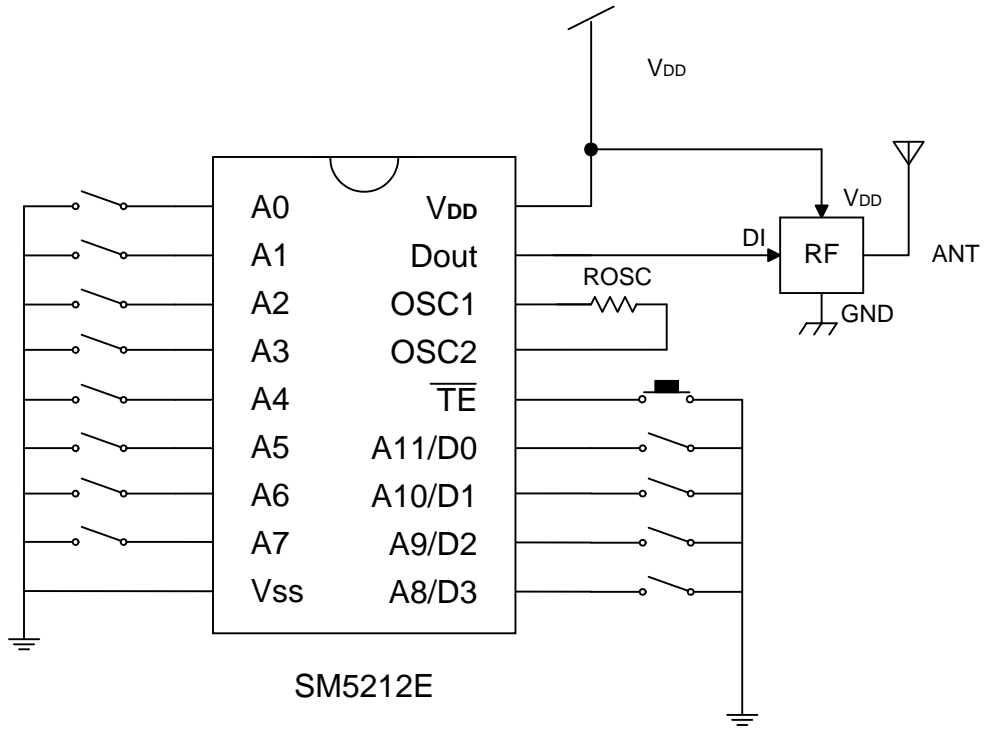 VDD
A0
A1
A2
A3
A4
A5
A6
A7
Vss
VDD
Dout
OSC1
OSC2
T̅E̅
A11/D0
A10/D1
A9/D2
A8/D3
ROSC
DI
VDD
RF
GND
ANT
SM5212E